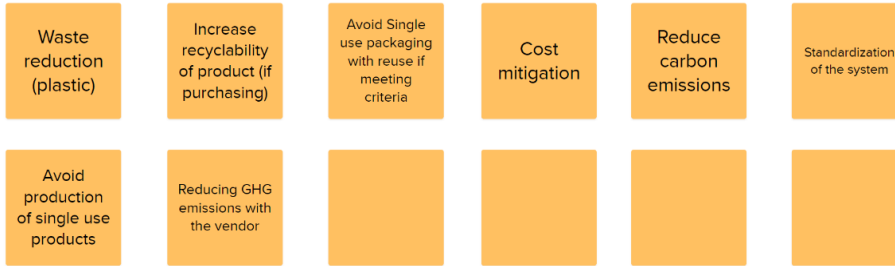 Waste
reduction
(plastic)
Increase
recyclability
of product (if
purchasing)
Avoid Single
use packaging
with reuse if
meeting
criteria
Cost
mitigation
Reduce
carbon
emissions
Standardization
of the system
Avoid
production
of single use
products
Reducing GHG
emissions with
the vendor